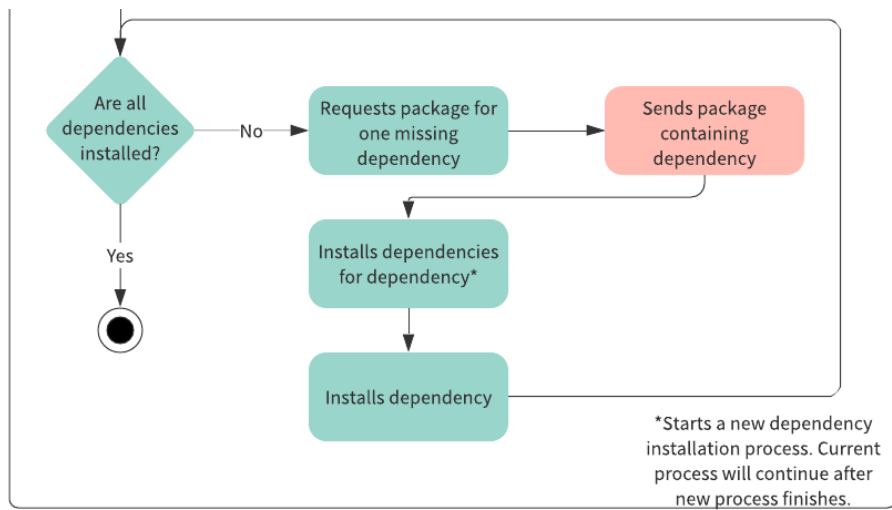 Are all
dependencies
installed?
No
Requests package for
one missing
dependency
Sends package
containing
dependency
Yes
Installs dependencies
for dependency*
Installs dependency
*Starts a new dependency
installation process. Current
process will continue after
new process finishes.